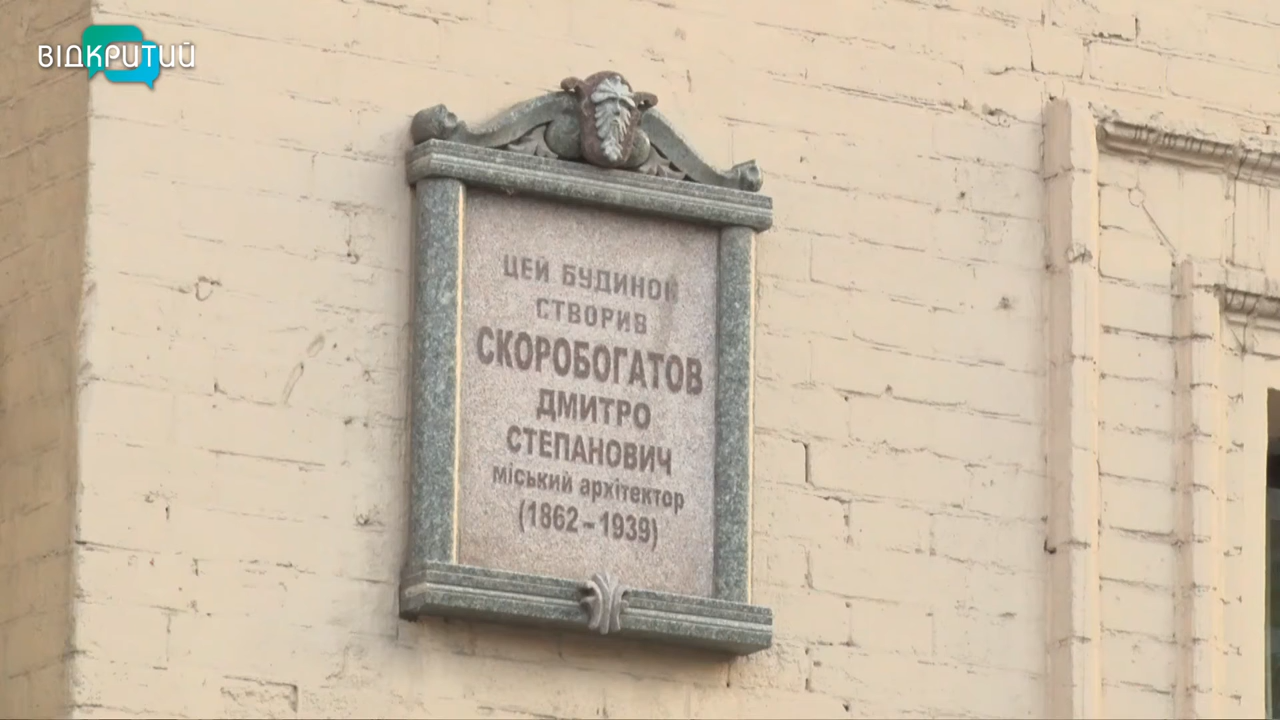 ВІДКРИТИЙ
ЦЕЙ БУДИНОК
СТВОРИВ
СКОРОБОГАТОВ
ДМИТРО
СТЕПАНОВИЧ
міський архітектор
(1862 – 1939)